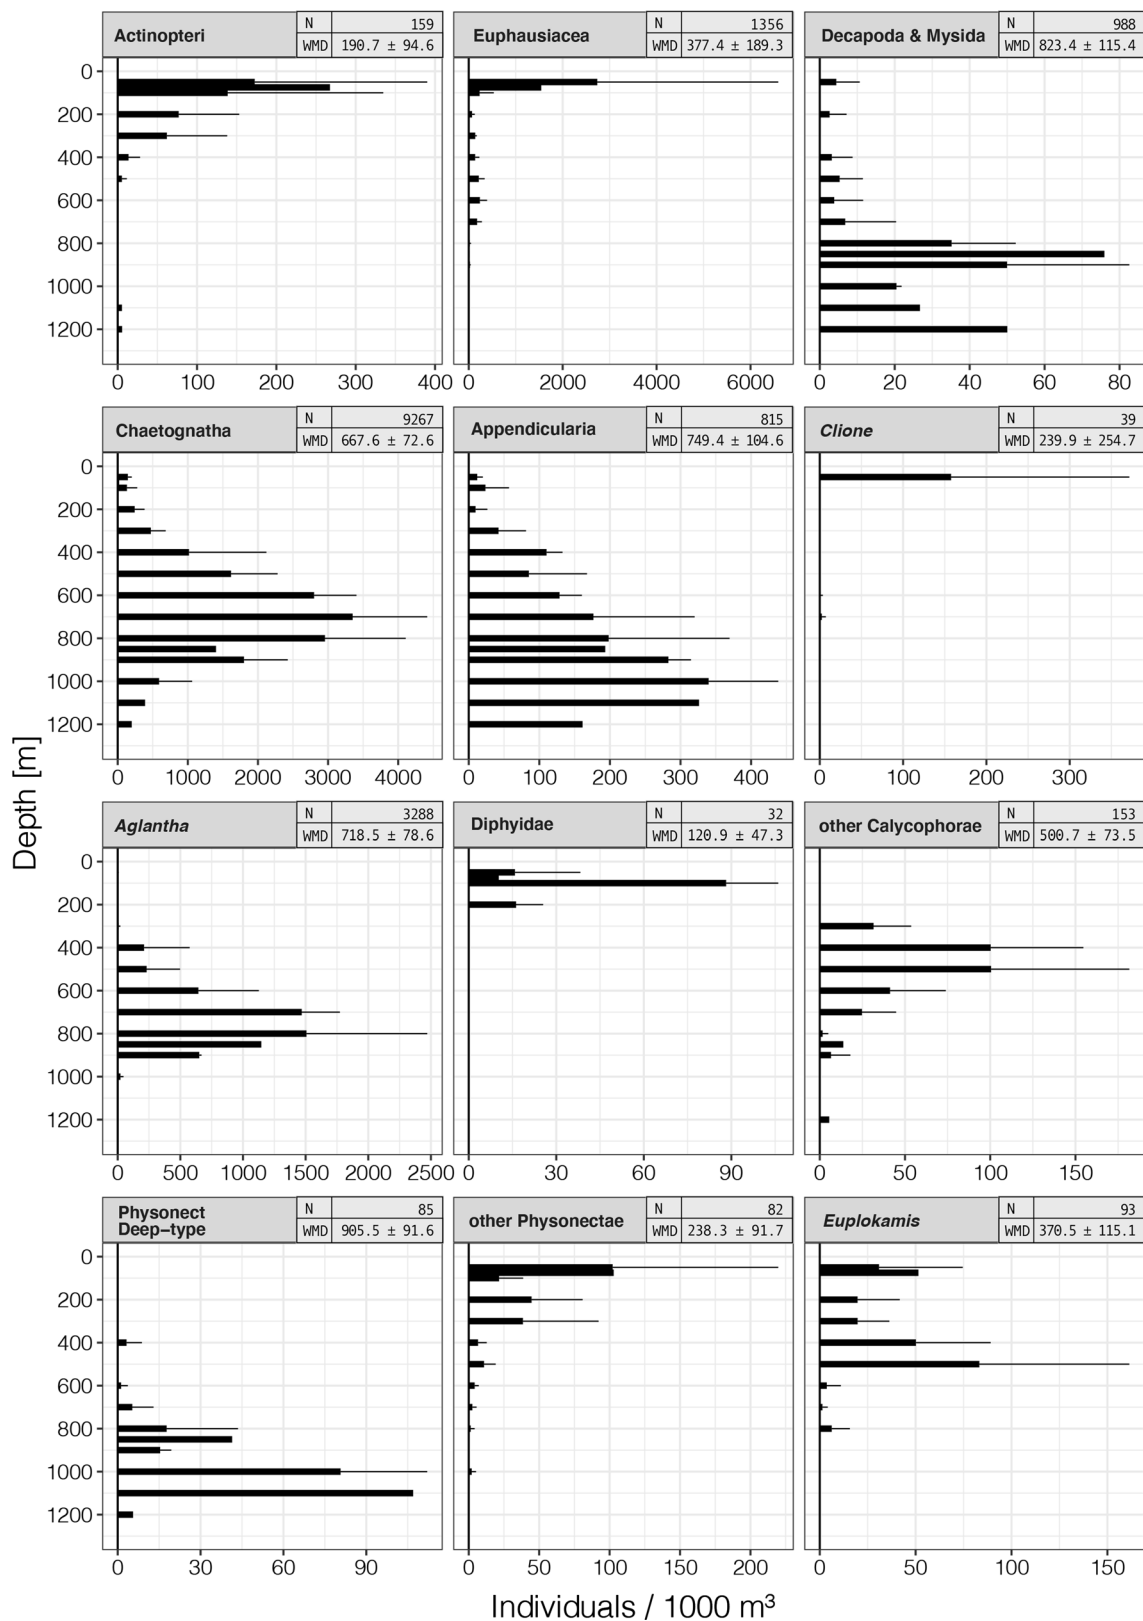 Actinopteri
N 159
WMD 190.7 ± 94.6
Euphausiacea
N 1356
WMD 377.4 ± 189.3
Decapoda & Mysida
N 988
WMD 823.4 ± 115.4
0
200
400
600
800
1000
1200
0 100 200 300 400
0 2000 4000 6000
0 20 40 60 80
Chaetognatha
N 9267
WMD 667.6 ± 72.6
Appendicularia
N 815
WMD 749.4 ± 104.6
Clione
N 39
WMD 239.9 ± 254.7
0
200
400
600
800
1000
1200
0 1000 2000 3000 4000
0 100 200 300 400
0 100 200 300
Depth [m]
Aglantha
N 3288
WMD 718.5 ± 78.6
Diphyidae
N 32
WMD 120.9 ± 47.3
other Calycophorae
N 153
WMD 500.7 ± 73.5
0
200
400
600
800
1000
1200
0 500 1000 1500 2000 2500
0 30 60 90
0 50 100 150
Physonect
Deep-type
N 85
WMD 905.5 ± 91.6
other Physonectae
N 82
WMD 238.3 ± 91.7
Euplokamis
N 93
WMD 370.5 ± 115.1
0
200
400
600
800
1000
1200
0 30 60 90
0 50 100 150 200
0 50 100 150
Individuals / 1000 m³